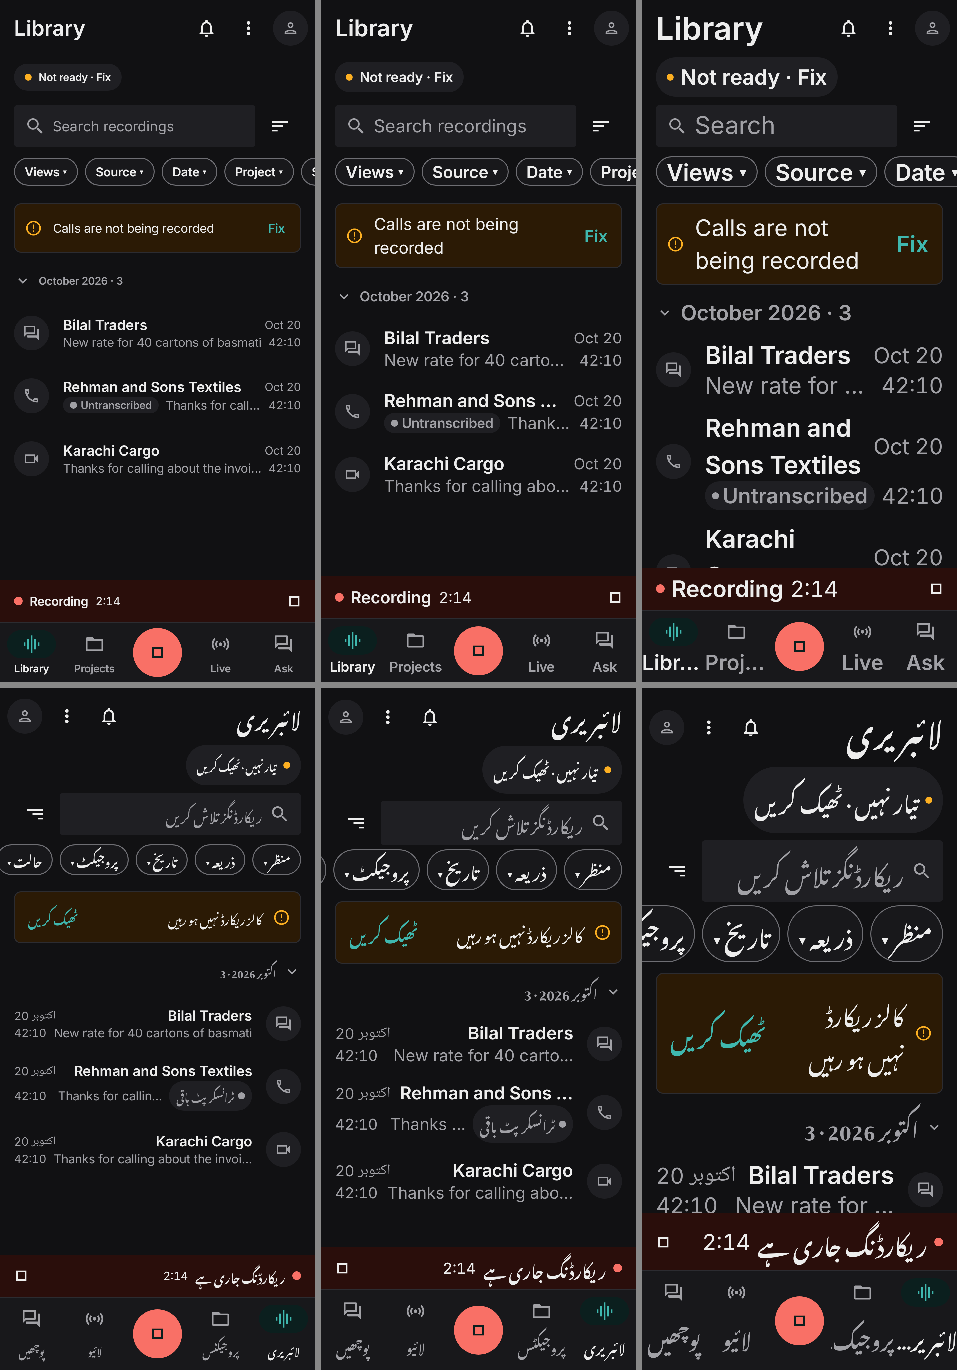 Library
Not ready · Fix
Search recordings
Views ▾ Source ▾ Date ▾ Project ▾ S
Calls are not being recorded Fix
October 2026 · 3
Bilal Traders Oct 20
New rate for 40 cartons of basmati 42:10
Rehman and Sons Textiles Oct 20
Untranscribed Thanks for call... 42:10
Karachi Cargo Oct 20
Thanks for calling about the invoi... 42:10
Recording 2:14
Library Projects Live Ask
Library
Not ready · Fix
Search recordings
Views ▾ Source ▾ Date ▾ Proje
Calls are not being
recorded Fix
October 2026 · 3
Bilal Traders Oct 20
New rate for 40 carto... 42:10
Rehman and Sons ... Oct 20
Untranscribed Thank... 42:10
Karachi Cargo Oct 20
Thanks for calling abo... 42:10
Recording 2:14
Library Projects Live Ask
Library
Not ready · Fix
Search
Views ▾ Source ▾ Date ▾
Calls are not
being recorded Fix
October 2026 · 3
Bilal Traders Oct 20
New rate for ... 42:10
Rehman and
Sons Textiles Oct 20
Untranscribed 42:10
Karachi
Oct 20
Recording 2:14
Libr... Proj... Live Ask
لائبریری
تیار نہیں · ٹھیک کریں
ریکارڈنگز تلاش کریں
منظر ▾ ذریعہ ▾ تاریخ ▾ پروجیکٹ ▾ حالت ▾
کالز ریکارڈ نہیں ہو رہیں ٹھیک کریں
اکتوبر 2026 · 3
Bilal Traders 20 اکتوبر
New rate for 40 cartons of basmati 42:10
Rehman and Sons Textiles 20 اکتوبر
ٹرانسکرپٹ باقی Thanks for callin... 42:10
Karachi Cargo 20 اکتوبر
Thanks for calling about the invoi... 42:10
ریکارڈنگ جاری ہے 2:14
لائبریری پروجیکٹس لائیو پوچھیں
لائبریری
تیار نہیں · ٹھیک کریں
ریکارڈنگز تلاش کریں
منظر ▾ ذریعہ ▾ تاریخ ▾ پروجیکٹ ▾
کالز ریکارڈ نہیں ہو رہیں ٹھیک کریں
اکتوبر 2026 · 3
Bilal Traders 20 اکتوبر
New rate for 40 carto... 42:10
Rehman and Sons ... 20 اکتوبر
ٹرانسکرپٹ باقی Thanks ... 42:10
Karachi Cargo 20 اکتوبر
Thanks for calling abo... 42:10
ریکارڈنگ جاری ہے 2:14
لائبریری پروجیکٹس لائیو پوچھیں
لائبریری
تیار نہیں · ٹھیک کریں
ریکارڈنگز تلاش کریں
منظر ▾ ذریعہ ▾ تاریخ ▾ پروجی
کالز ریکارڈ
نہیں ہو رہیں ٹھیک کریں
اکتوبر 2026 · 3
Bilal Traders 20 اکتوبر
New rate for ... 42:10
ریکارڈنگ جاری ہے 2:14
لائبریر... پروجیک... لائیو پوچھیں